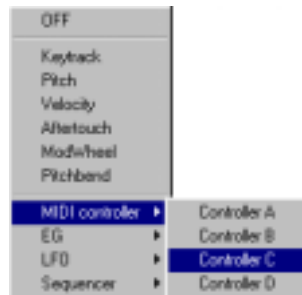 OFF
Keytrack
Pitch
Velocity
Aftertouch
ModWheel
Pitchbend
MIDI controller
EG
LFO
Sequencer
Controller A
Controller B
Controller C
Controller D